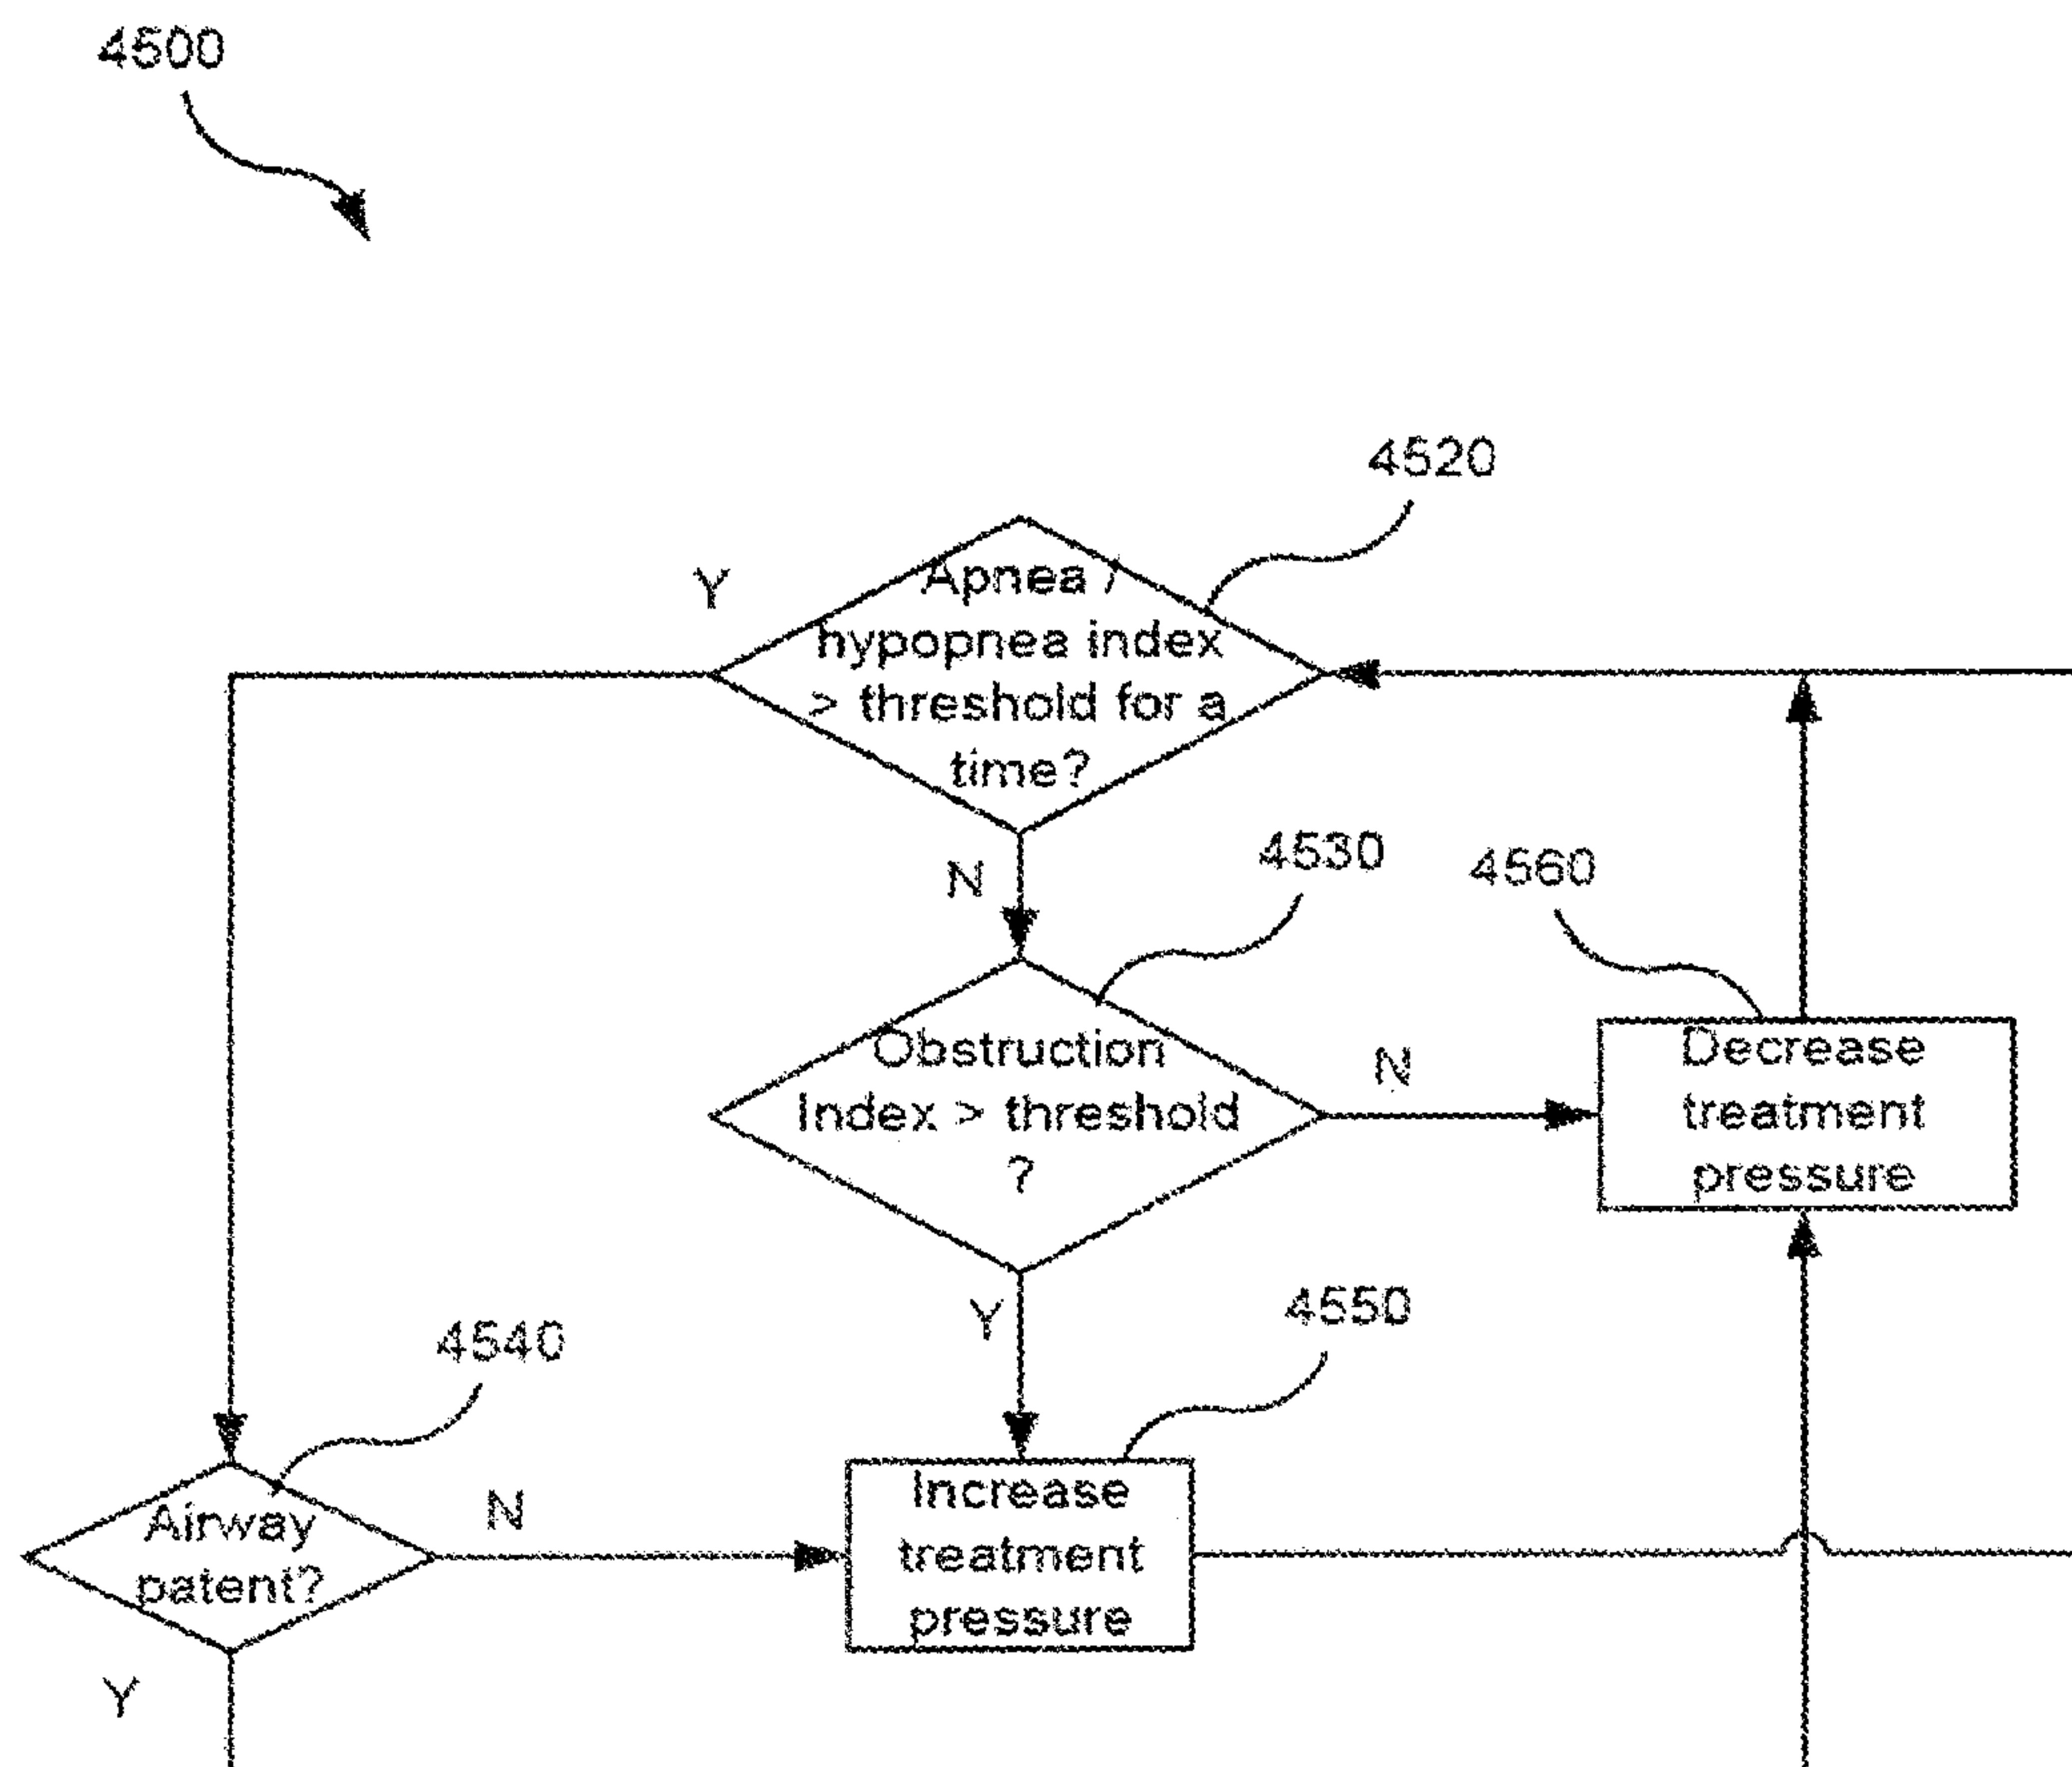 4500
4520
Y
Apnea /
hypopnea index
> threshold for a
time?
N
4530
4560
Obstruction
Index > threshold
?
N
Decrease
treatment
pressure
Y
4550
4540
Airway
patent?
N
Increase
treatment
pressure
Y